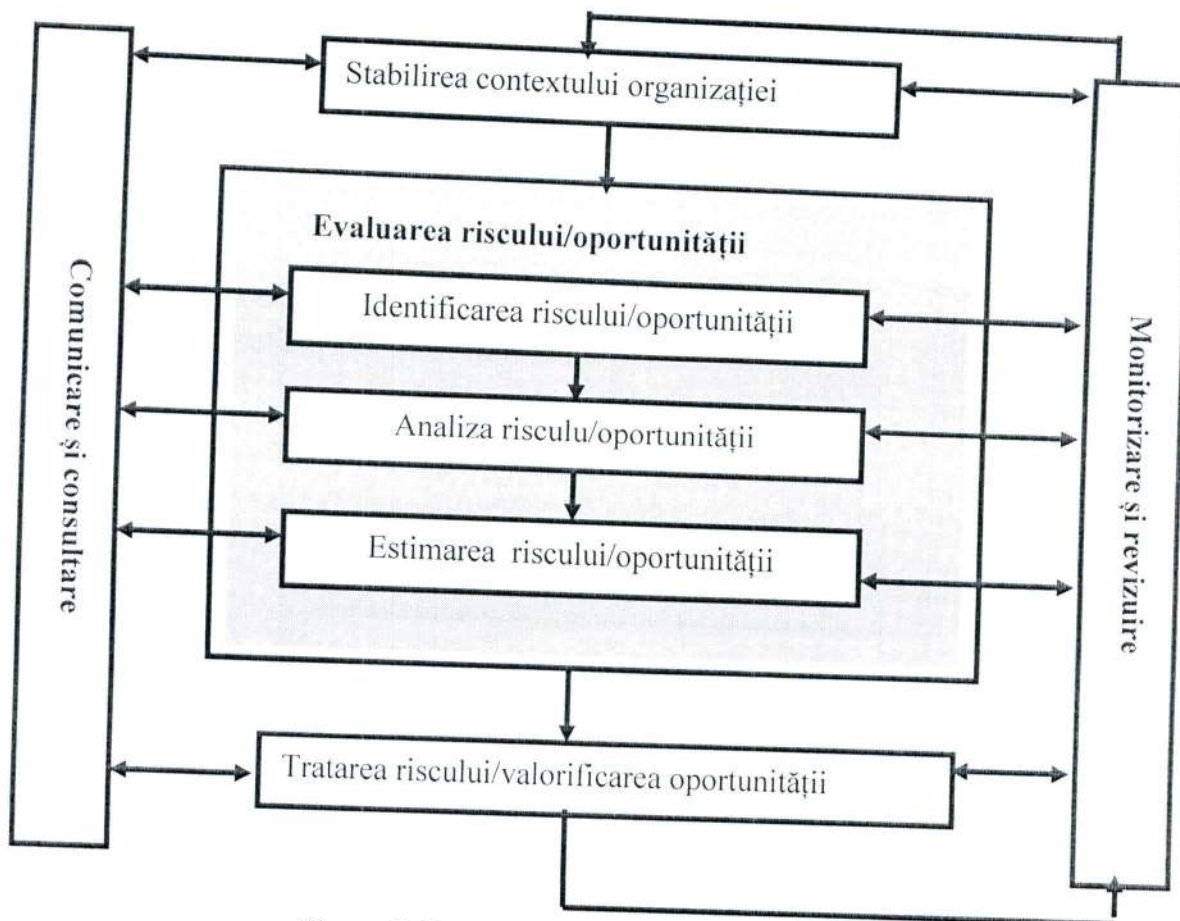 Stabilirea contextului organizației
Evaluarea riscului/oportunității
Identificarea riscului/oportunității
Analiza risculu/oportunității
Estimarea riscului/oportunității
Tratarea riscului/valorificarea oportunității
Comunicare și consultare
Monitorizare și revizuire